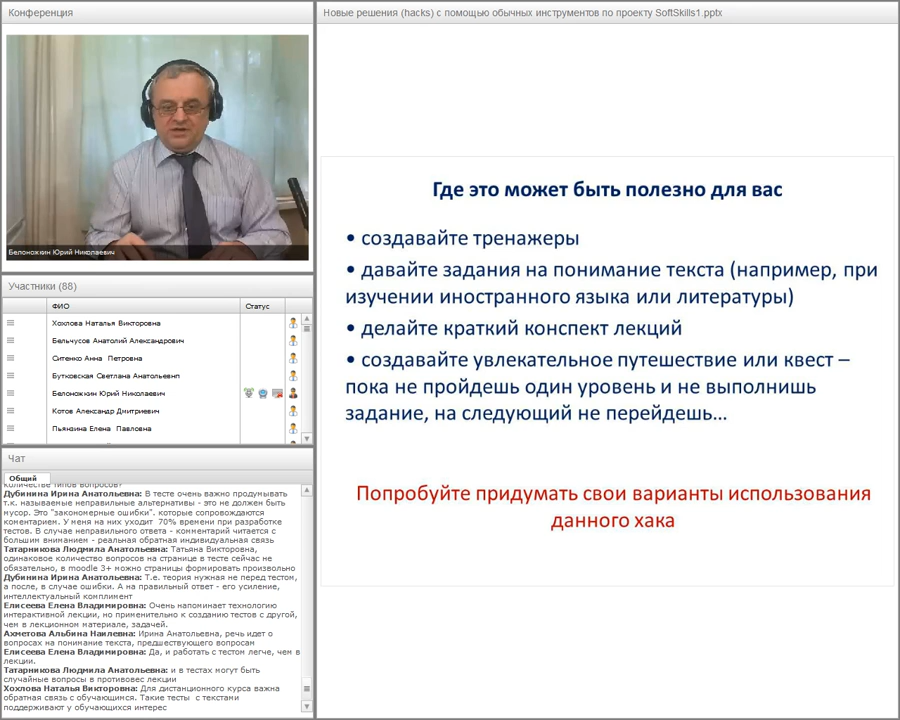 Конференция
Белоножкин Юрий Николаевич
Участники (88)
ФИО Статус
Хохлова Наталья Викторовна
Бельчусов Анатолий Александрович
Ситенко Анна Петровна
Бутковская Светлана Анатольевнп
Белоножкин Юрий Николаевич
Котов Александр Дмитриевич
Пьянзина Елена Павловна
Чат
Общий
количестве типов вопросов?
Дубинина Ирина Анатольевна: В тесте очень важно продумывать
т.к. называемые неправильные альтернативы - это не должен быть
мусор. Это "закономерные ошибки". которые сопровождаются
коментарием. У меня на них уходит 70% времени при разработке
тестов. В случае неправильного ответа - комментарий читается с
большим вниманием - реальная обратная индивидуальная связь
Татарникова Людмила Анатольевна: Татьяна Викторовна,
одинаковое количество вопросов на странице в тесте сейчас не
обязательно, в moodle 3+ можно страницы формировать произвольно
Дубинина Ирина Анатольевна: Т.е. теория нужная не перед тестом,
а после, в случае ошибки. А на правильный ответ - его усиление,
интеллектуальный комплимент
Елисеева Елена Владимировна: Очень напоминает технологию
интерактивной лекции, но применительно к созданию тестов с другой,
чем в лекционном материале, задачей.
Ахметова Альбина Наилевна: Ирина Анатольевна, речь идет о
вопросах на понимание текста, предшествующего вопросам
Елисеева Елена Владимировна: Да, и работать с тестом легче, чем в
лекции.
Татарникова Людмила Анатольевна: и в тестах могут быть
случайные вопросы в противовес лекции
Хохлова Наталья Викторовна: Для дистанционного курса важна
обратная связь с обучающимся. Такие тесты с текстами
поддерживают у обучающихся интерес
Новые решения (hacks) с помощью обычных инструментов по проекту SoftSkills1.pptx
Где это может быть полезно для вас
• создавайте тренажеры
• давайте задания на понимание текста (например, при
изучении иностранного языка или литературы)
• делайте краткий конспект лекций
• создавайте увлекательное путешествие или квест –
пока не пройдешь один уровень и не выполнишь
задание, на следующий не перейдешь…
Попробуйте придумать свои варианты использования
данного хака